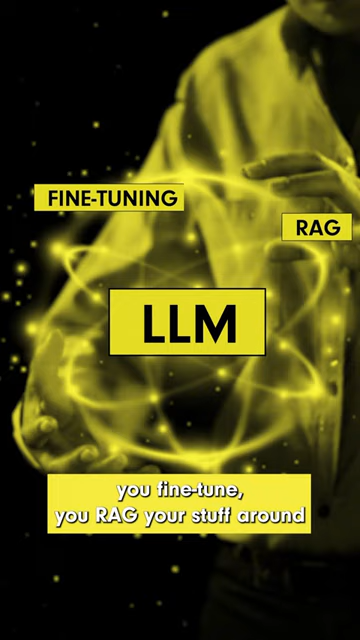 FINE-TUNING
RAG
LLM
you fine-tune,
you RAG your stuff around